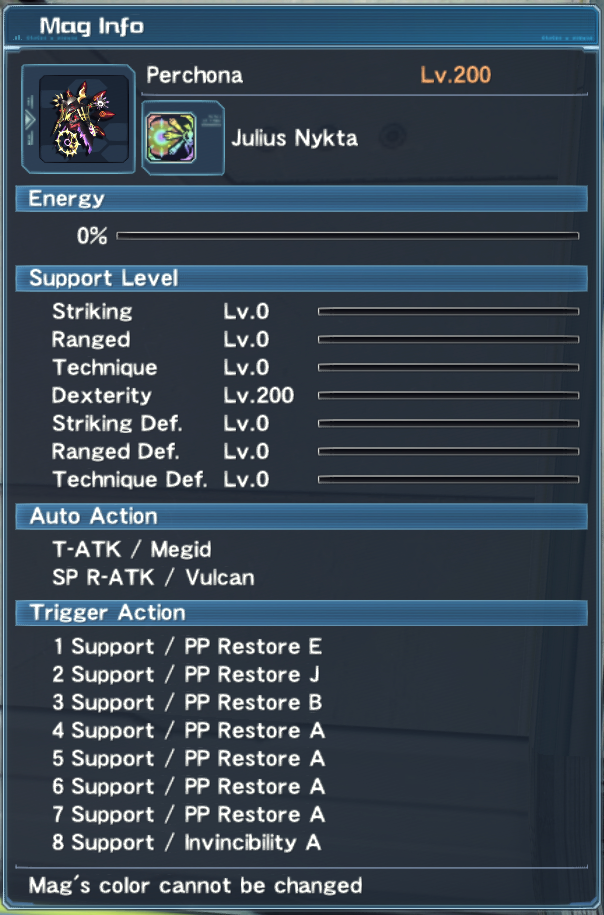 Mag Info
Perchona Lv.200
Julius Nykta
Energy
0%
Support Level
Striking Lv.0
Ranged Lv.0
Technique Lv.0
Dexterity Lv.200
Striking Def. Lv.0
Ranged Def. Lv.0
Technique Def. Lv.0
Auto Action
T-ATK / Megid
SP R-ATK / Vulcan
Trigger Action
1 Support / PP Restore E
2 Support / PP Restore J
3 Support / PP Restore B
4 Support / PP Restore A
5 Support / PP Restore A
6 Support / PP Restore A
7 Support / PP Restore A
8 Support / Invincibility A
Mag's color cannot be changed